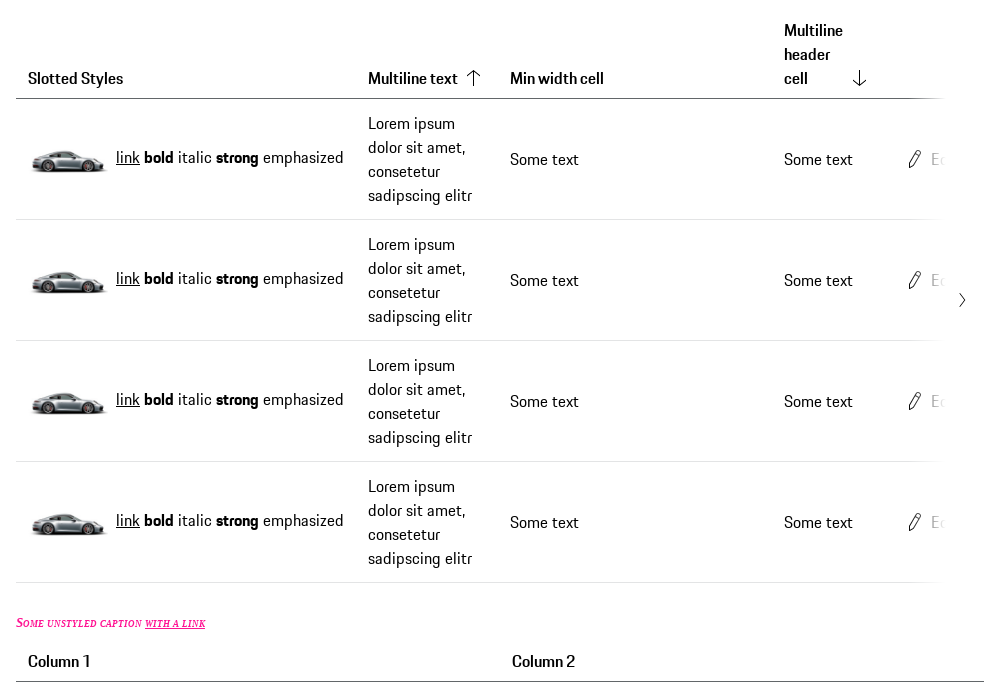 Multiline
header
Slotted Styles Multiline text Min width cell cell
Lorem ipsum
dolor sit amet,
link bold italic strong emphasized Some text Some text
consetetur
sadipscing elitr
Lorem ipsum
dolor sit amet,
link bold italic strong emphasized Some text Some text
consetetur
sadipscing elitr
Lorem ipsum
dolor sit amet,
link bold italic strong emphasized Some text Some text
consetetur
sadipscing elitr
Lorem ipsum
dolor sit amet,
link bold italic strong emphasized Some text Some text
consetetur
sadipscing elitr
Some unstyled caption with a link
Column 1 Column 2